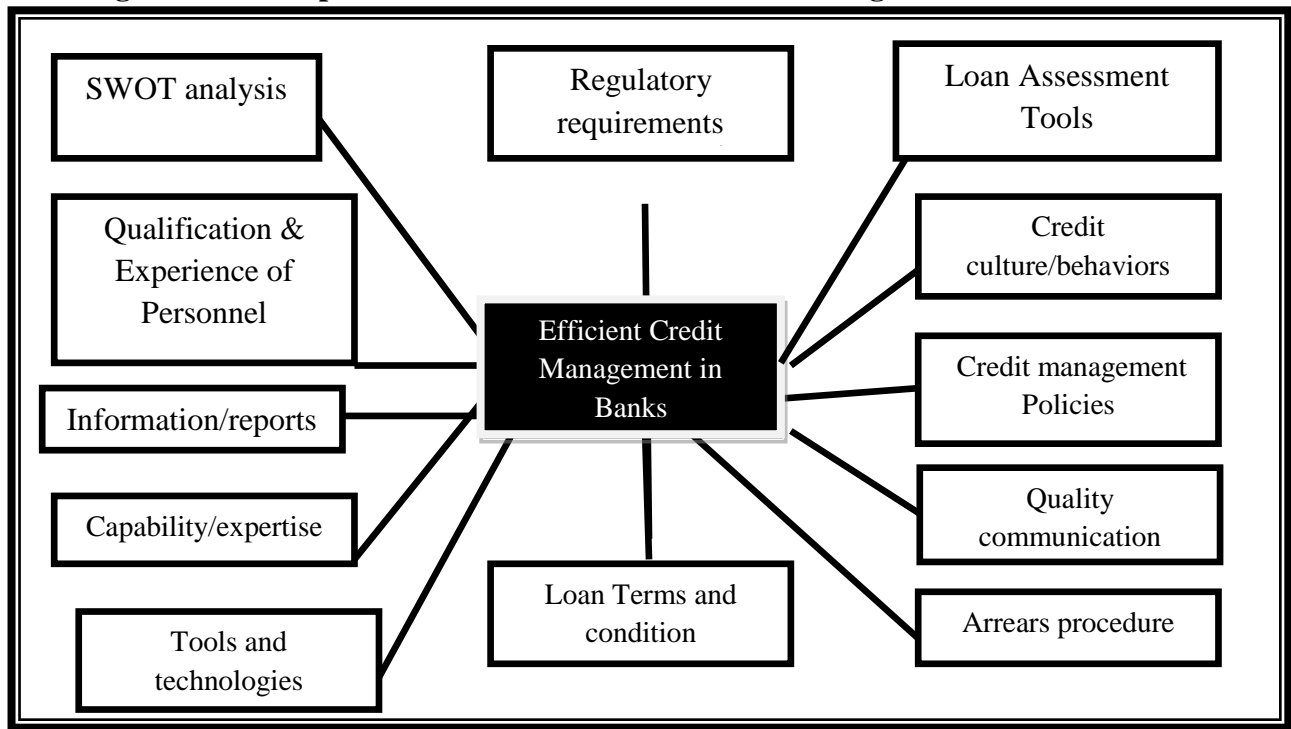 SWOT analysis
Regulatory
requirements
Loan Assessment
Tools
Qualification &
Experience of
Personnel
Credit
culture/behaviors
Efficient Credit
Management in
Banks
Credit management
Policies
Information/reports
Capability/expertise
Quality
communication
Loan Terms and
condition
Arrears procedure
Tools and
technologies